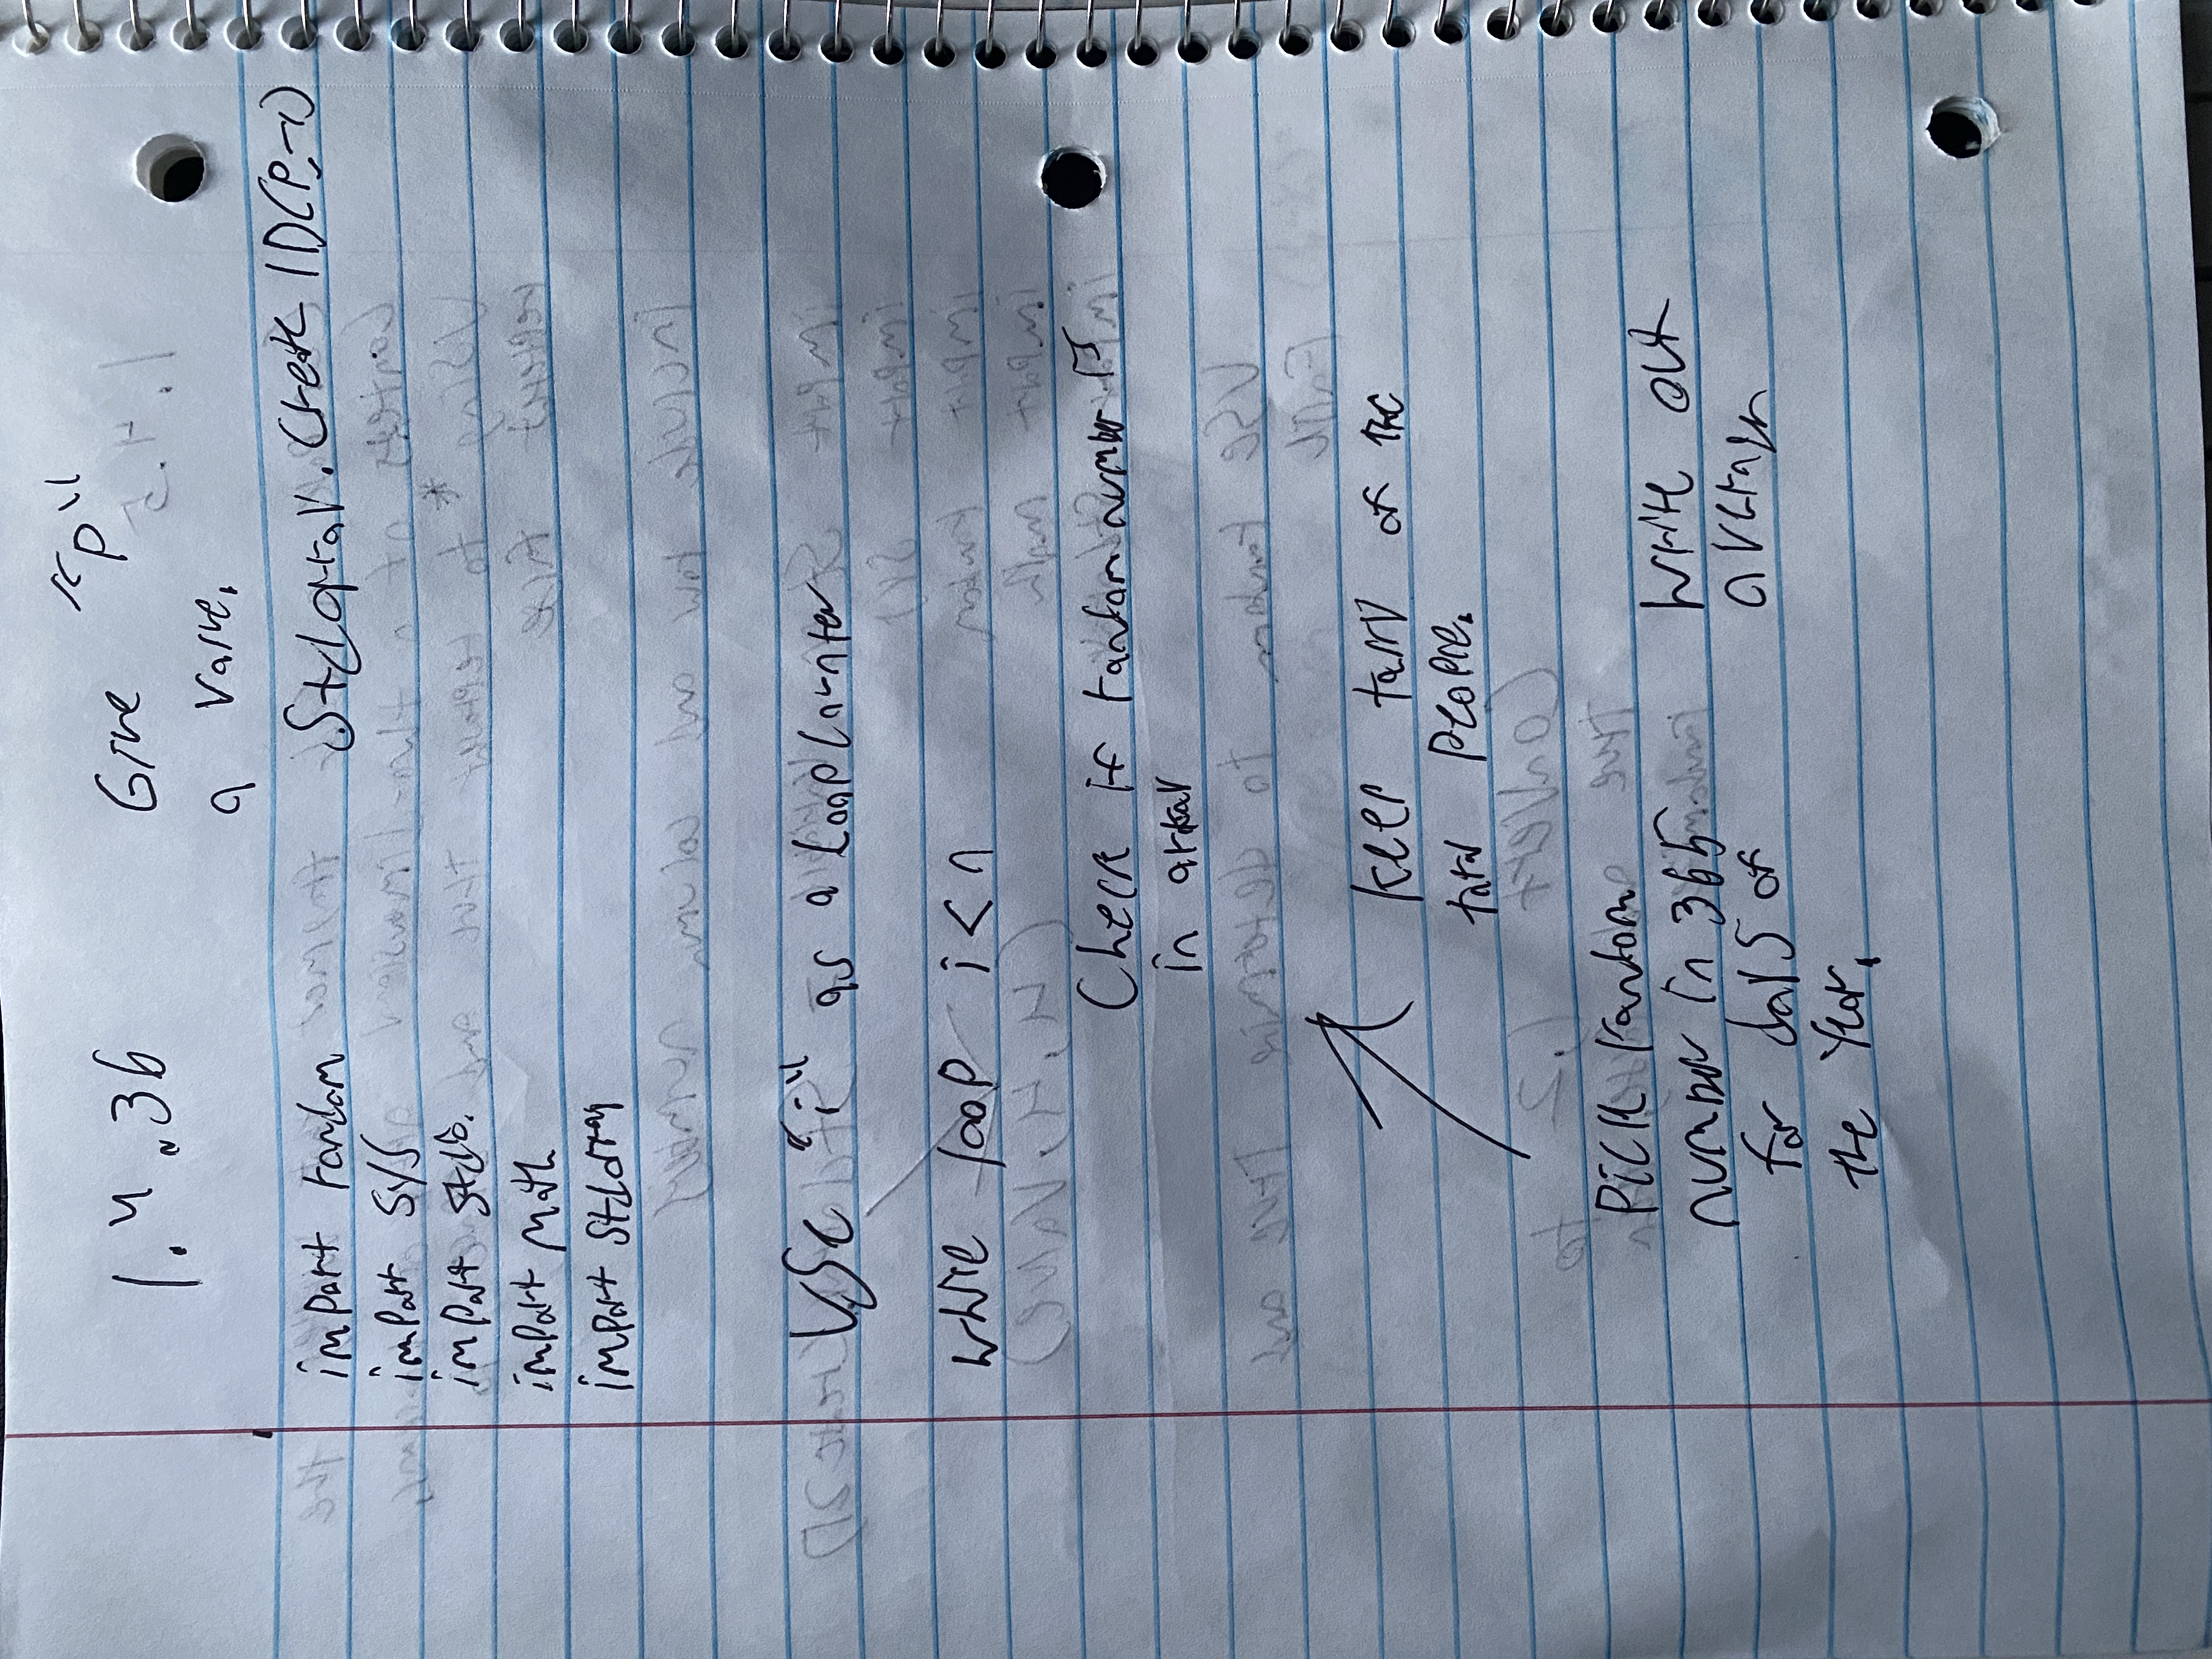 1.4.36
Give "P"
a value.
import random
stdarray.create1D(P,-1)
import sys
import stdio.
import math
import stdarray
Use "i" as a Loop Counter
while loop i < n
Check if random number is
in array
Keep tally of the
total people.
Pick random
number in 365
for days of
the year.
Write out
average